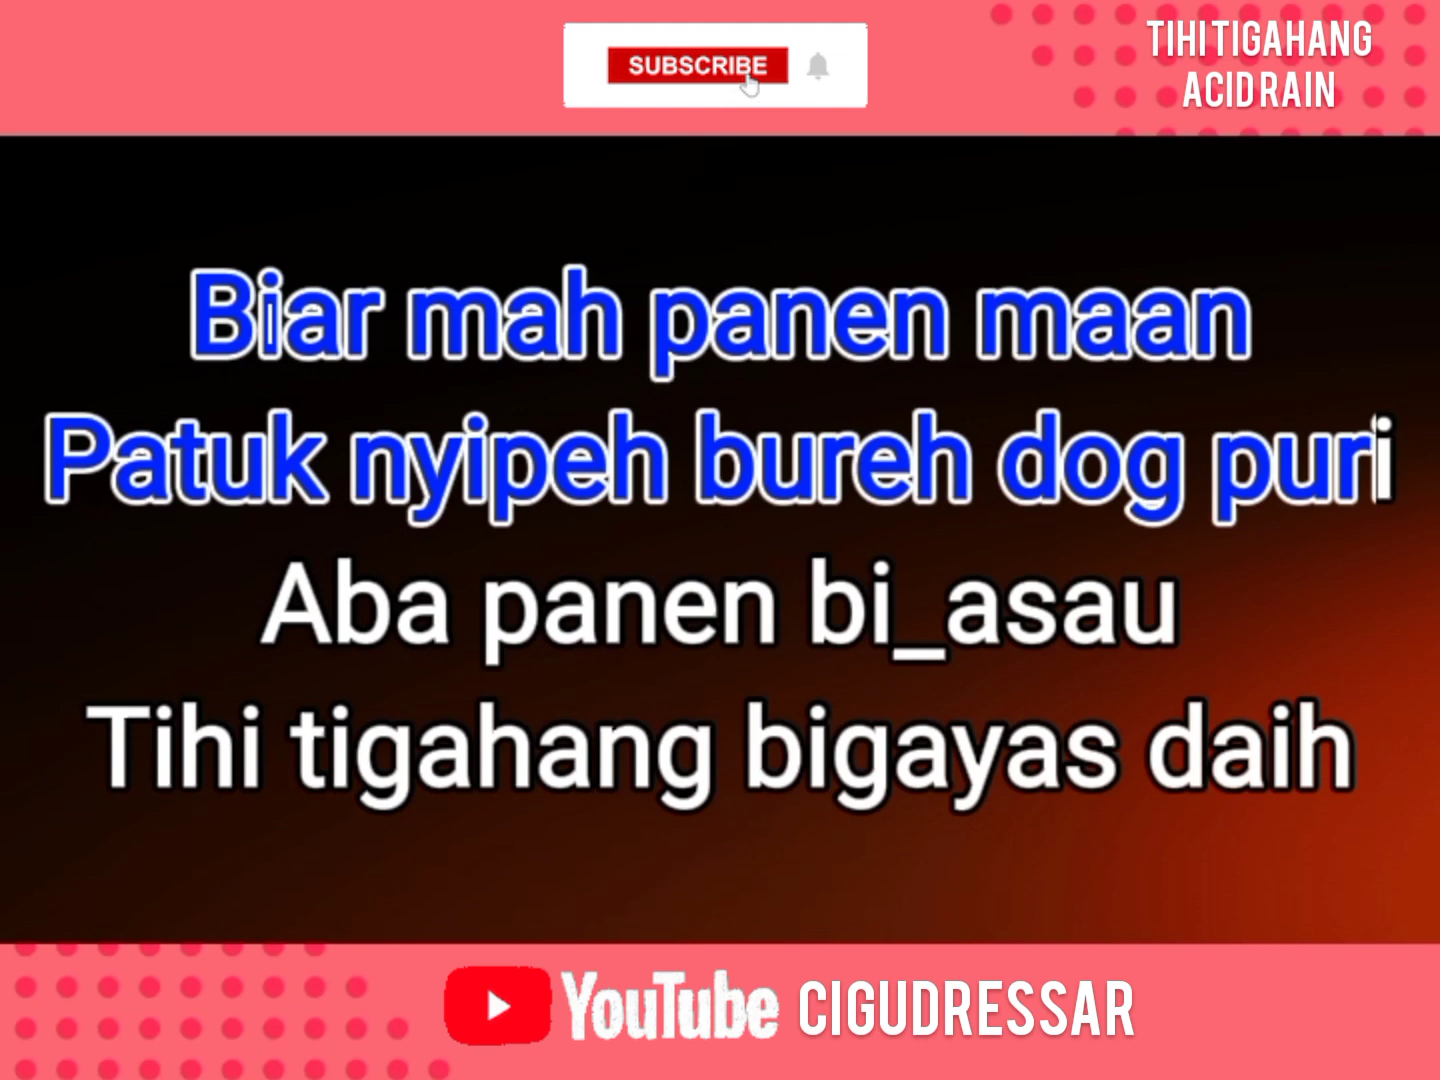 SUBSCRIBE
TIHI TIGAHANG
ACID RAIN
Biar mah panen maan
Patuk nyipeh bureh dog puri
Aba panen bi_asau
Tihi tigahang bigayas daih
YouTube CIGUDRESSAR